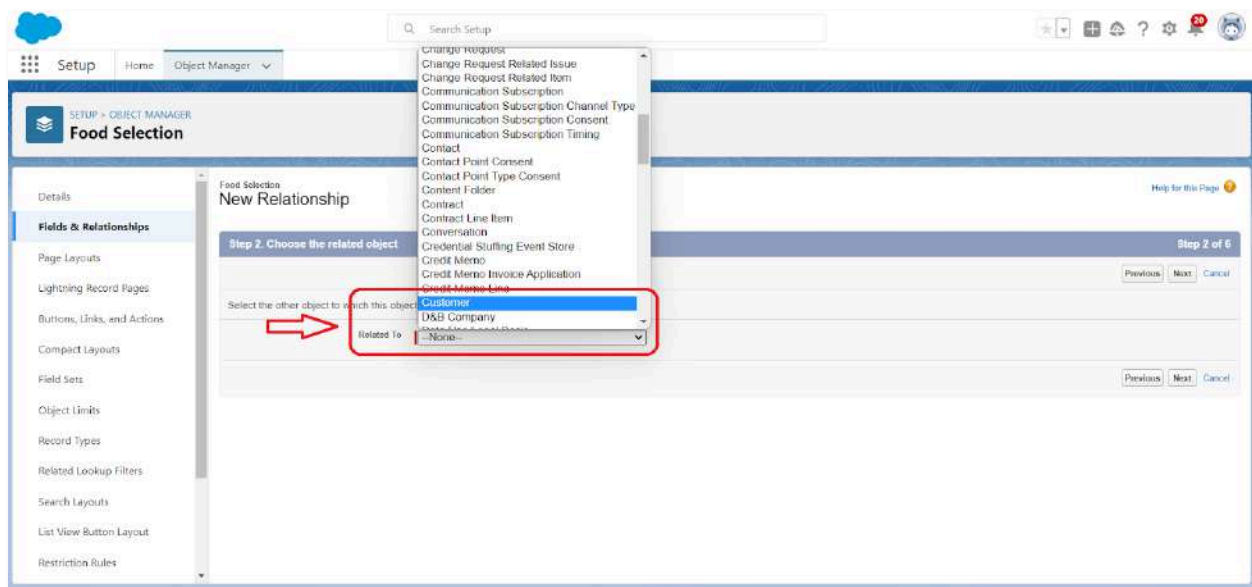 Search Setup
20
Setup
Home
Object Manager
SETUP > OBJECT MANAGER
Food Selection
Details
Fields & Relationships
Page Layouts
Lightning Record Pages
Buttons, Links, and Actions
Compact Layouts
Field Sets
Object Limits
Record Types
Related Lookup Filters
Search Layouts
List View Button Layout
Restriction Rules
Food Selection
New Relationship
Help for this Page
Step 2. Choose the related object
Step 2 of 6
Previous Next Cancel
Select the other object to which this object
Related To
--None--
Change Request
Change Request Related Issue
Change Request Related Item
Communication Subscription
Communication Subscription Channel Type
Communication Subscription Consent
Communication Subscription Timing
Contact
Contact Point Consent
Contact Point Type Consent
Content Folder
Contract
Contract Line Item
Conversation
Credential Stuffing Event Store
Credit Memo
Credit Memo Invoice Application
Credit Memo Line
Customer
D&B Company
Previous Next Cancel